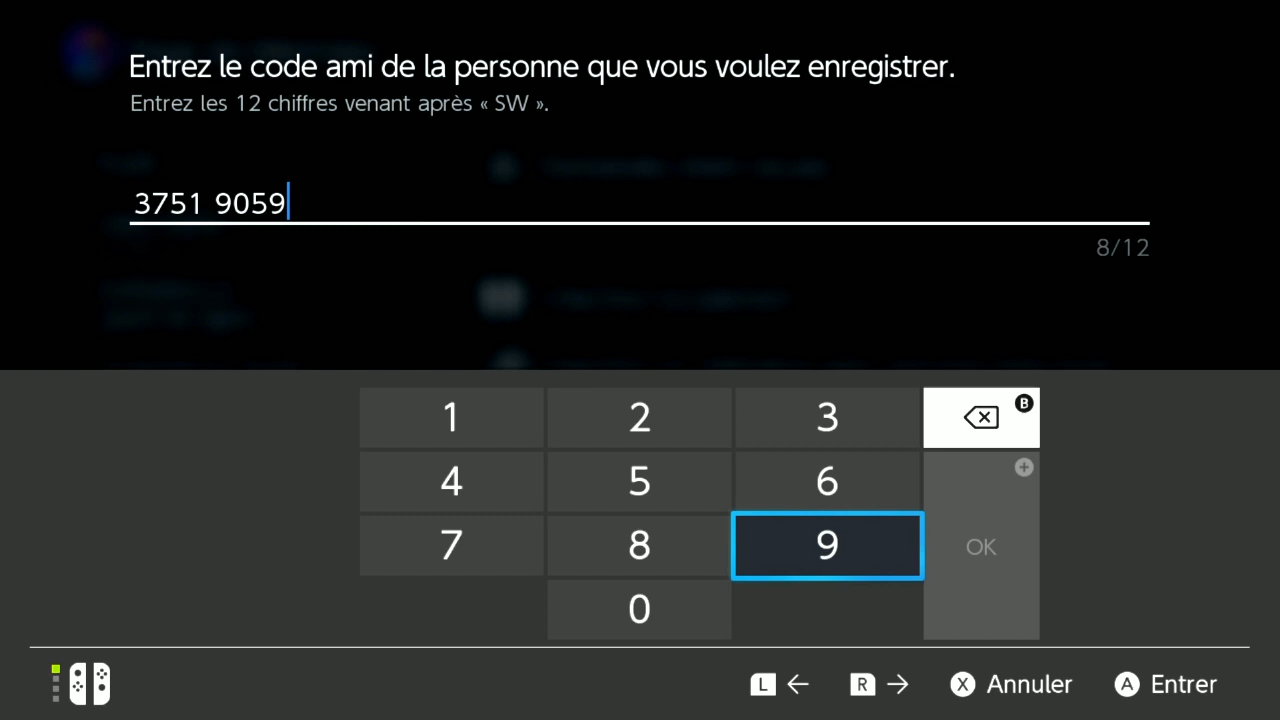 Entrez le code ami de la personne que vous voulez enregistrer.
Entrez les 12 chiffres venant après « SW ».
3751 9059
8/12
1 2 3 B
4 5 6 +
7 8 9 OK
0
L ← R → X Annuler A Entrer